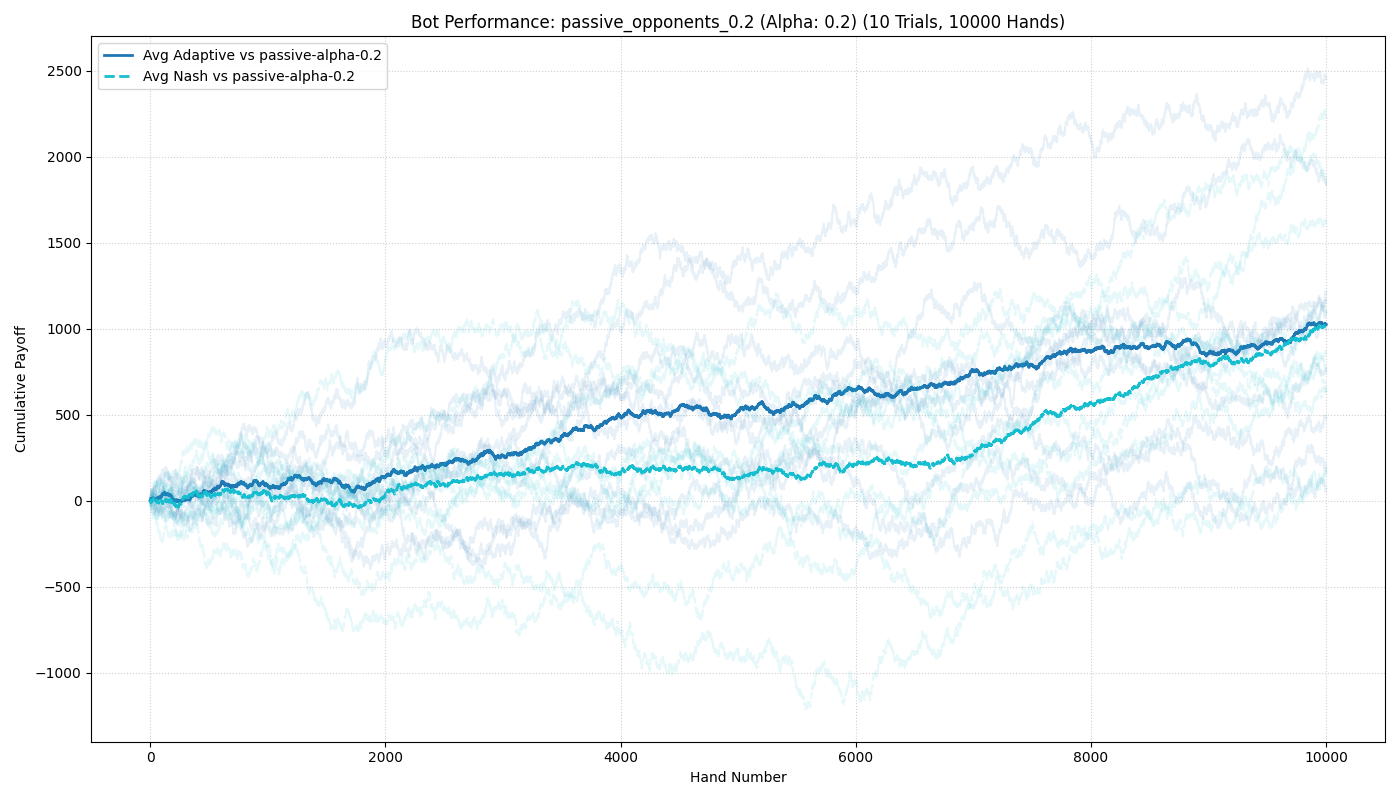 Bot Performance: passive_opponents_0.2 (Alpha: 0.2) (10 Trials, 10000 Hands)
Avg Adaptive vs passive-alpha-0.2
Avg Nash vs passive-alpha-0.2
2500
2000
1500
1000
500
0
−500
−1000
Cumulative Payoff
0
2000
4000
6000
8000
10000
Hand Number